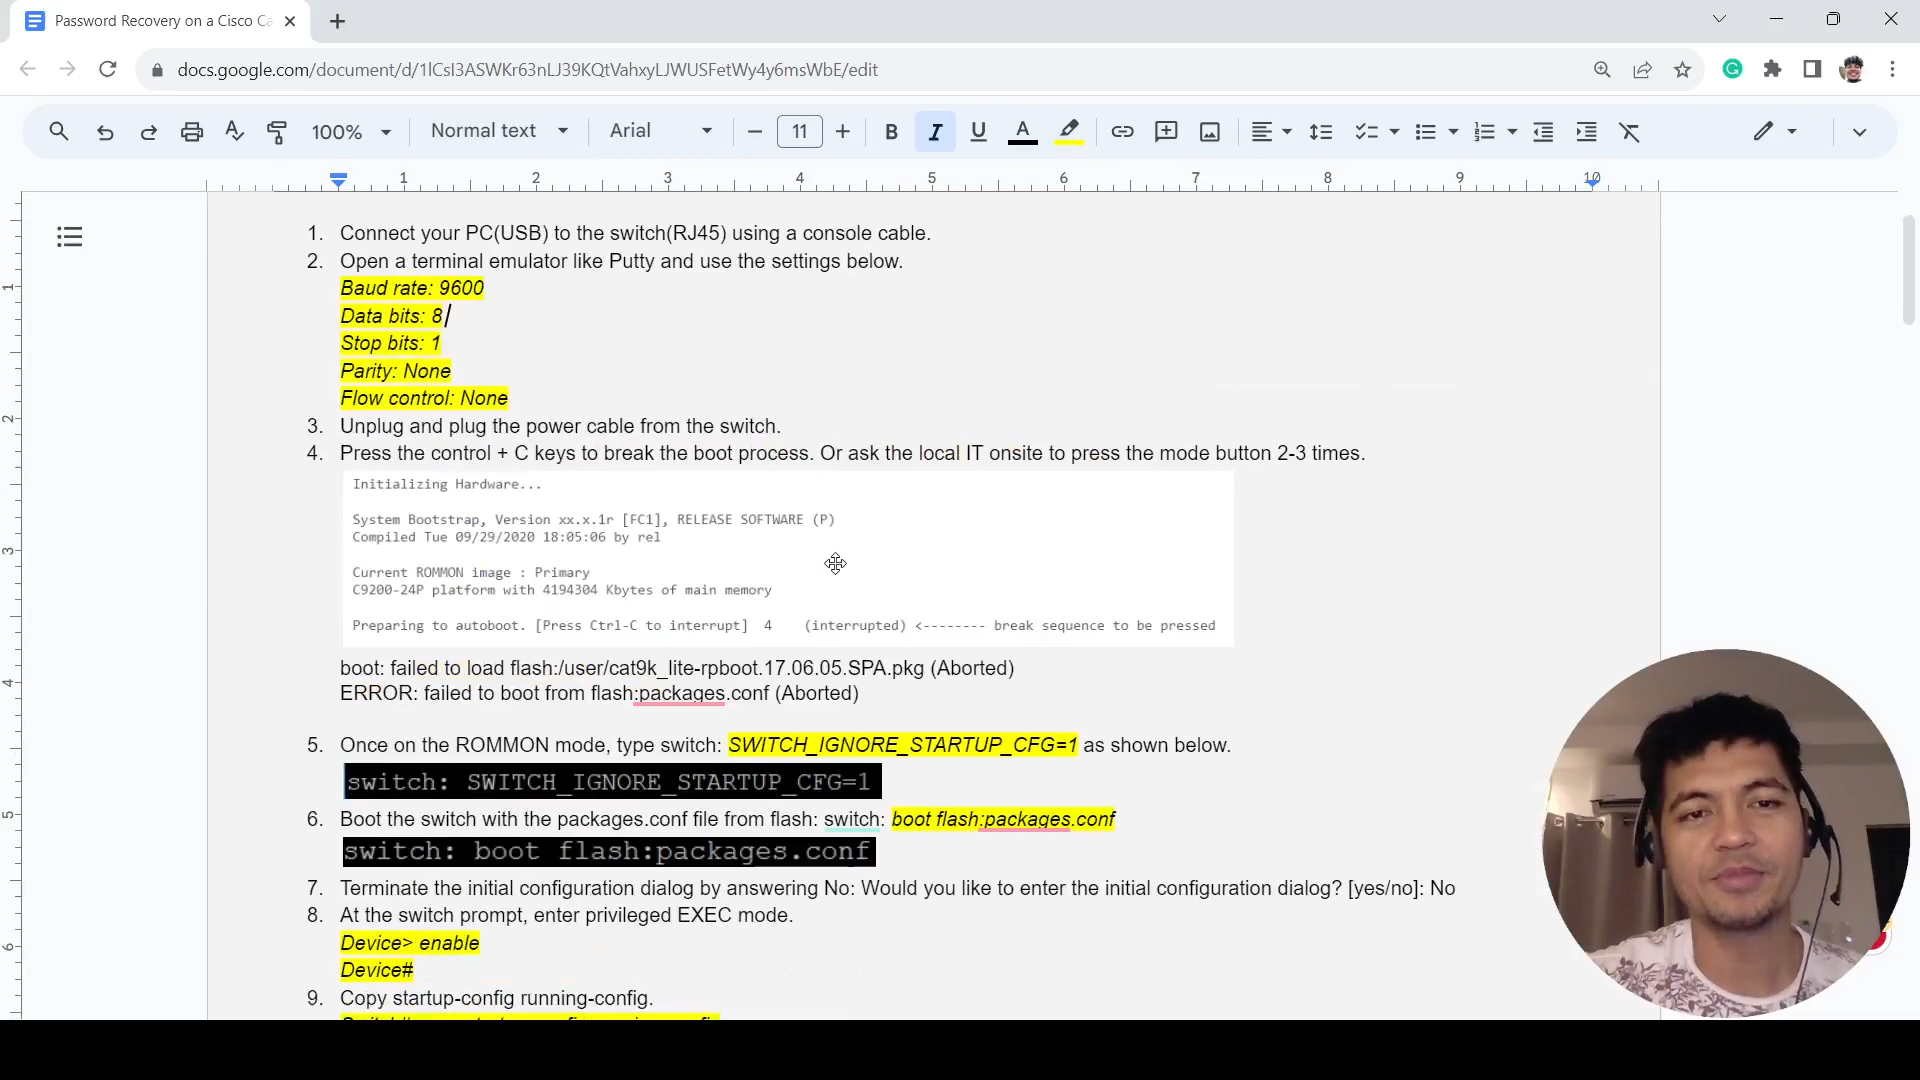 Password Recovery on a Cisco Ca
docs.google.com/document/d/1lCsI3ASWKr63nLJ39KQtVahxyLJWUSFetWy4y6msWbE/edit
100% Normal text Arial 11
1 2 3 4 5 6 7 8 9 10
1. Connect your PC(USB) to the switch(RJ45) using a console cable.
2. Open a terminal emulator like Putty and use the settings below.
Baud rate: 9600
Data bits: 8
Stop bits: 1
Parity: None
Flow control: None
3. Unplug and plug the power cable from the switch.
4. Press the control + C keys to break the boot process. Or ask the local IT onsite to press the mode button 2-3 times.
Initializing Hardware...
System Bootstrap, Version xx.x.1r [FC1], RELEASE SOFTWARE (P)
Compiled Tue 09/29/2020 18:05:06 by rel
Current ROMMON image : Primary
C9200-24P platform with 4194304 Kbytes of main memory
Preparing to autoboot. [Press Ctrl-C to interrupt] 4 (interrupted) <-------- break sequence to be pressed
boot: failed to load flash:/user/cat9k_lite-rpboot.17.06.05.SPA.pkg (Aborted)
ERROR: failed to boot from flash:packages.conf (Aborted)
5. Once on the ROMMON mode, type switch: SWITCH_IGNORE_STARTUP_CFG=1 as shown below.
switch: SWITCH_IGNORE_STARTUP_CFG=1
6. Boot the switch with the packages.conf file from flash: switch: boot flash:packages.conf
switch: boot flash:packages.conf
7. Terminate the initial configuration dialog by answering No: Would you like to enter the initial configuration dialog? [yes/no]: No
8. At the switch prompt, enter privileged EXEC mode.
Device> enable
Device#
9. Copy startup-config running-config.